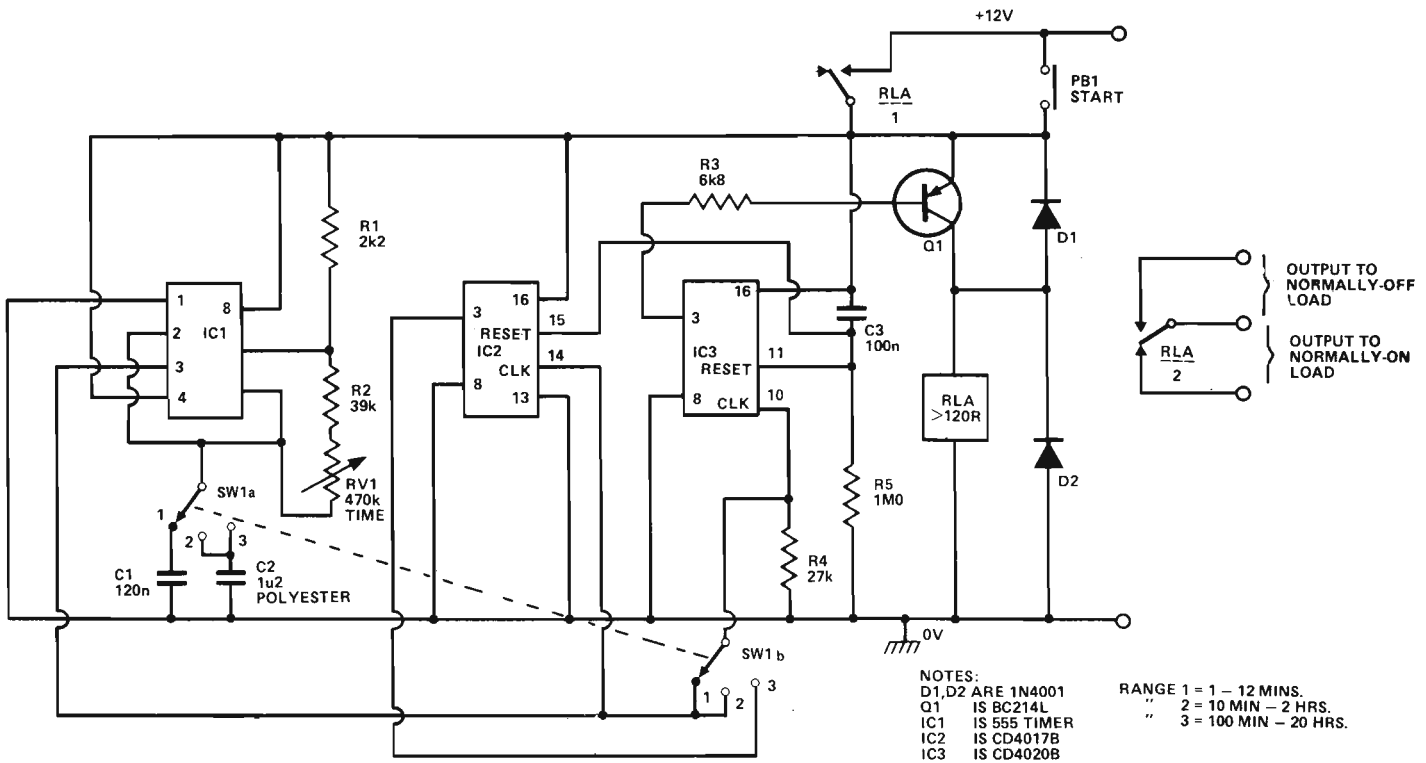 +12V
RLA
1
PB1
START
R3
6k8
R1
2k2
Q1
D1
OUTPUT TO
NORMALLY-OFF
LOAD
1
8
2
IC1
3
4
16
3
15
RESET
IC2
14
CLK
8
13
16
3
IC3
11
RESET
10
8
CLK
C3
100n
RLA
2
OUTPUT TO
NORMALLY-ON
LOAD
R2
39k
RLA
>120R
RV1
470k
TIME
SW1a
1
2
3
R5
1M0
D2
C1
120n
C2
1u2
POLYESTER
R4
27k
0V
SW1b
1
2
3
NOTES:
D1,D2 ARE 1N4001
Q1 IS BC214L
IC1 IS 555 TIMER
IC2 IS CD4017B
IC3 IS CD4020B
RANGE 1 = 1 – 12 MINS.
" 2 = 10 MIN – 2 HRS.
" 3 = 100 MIN – 20 HRS.